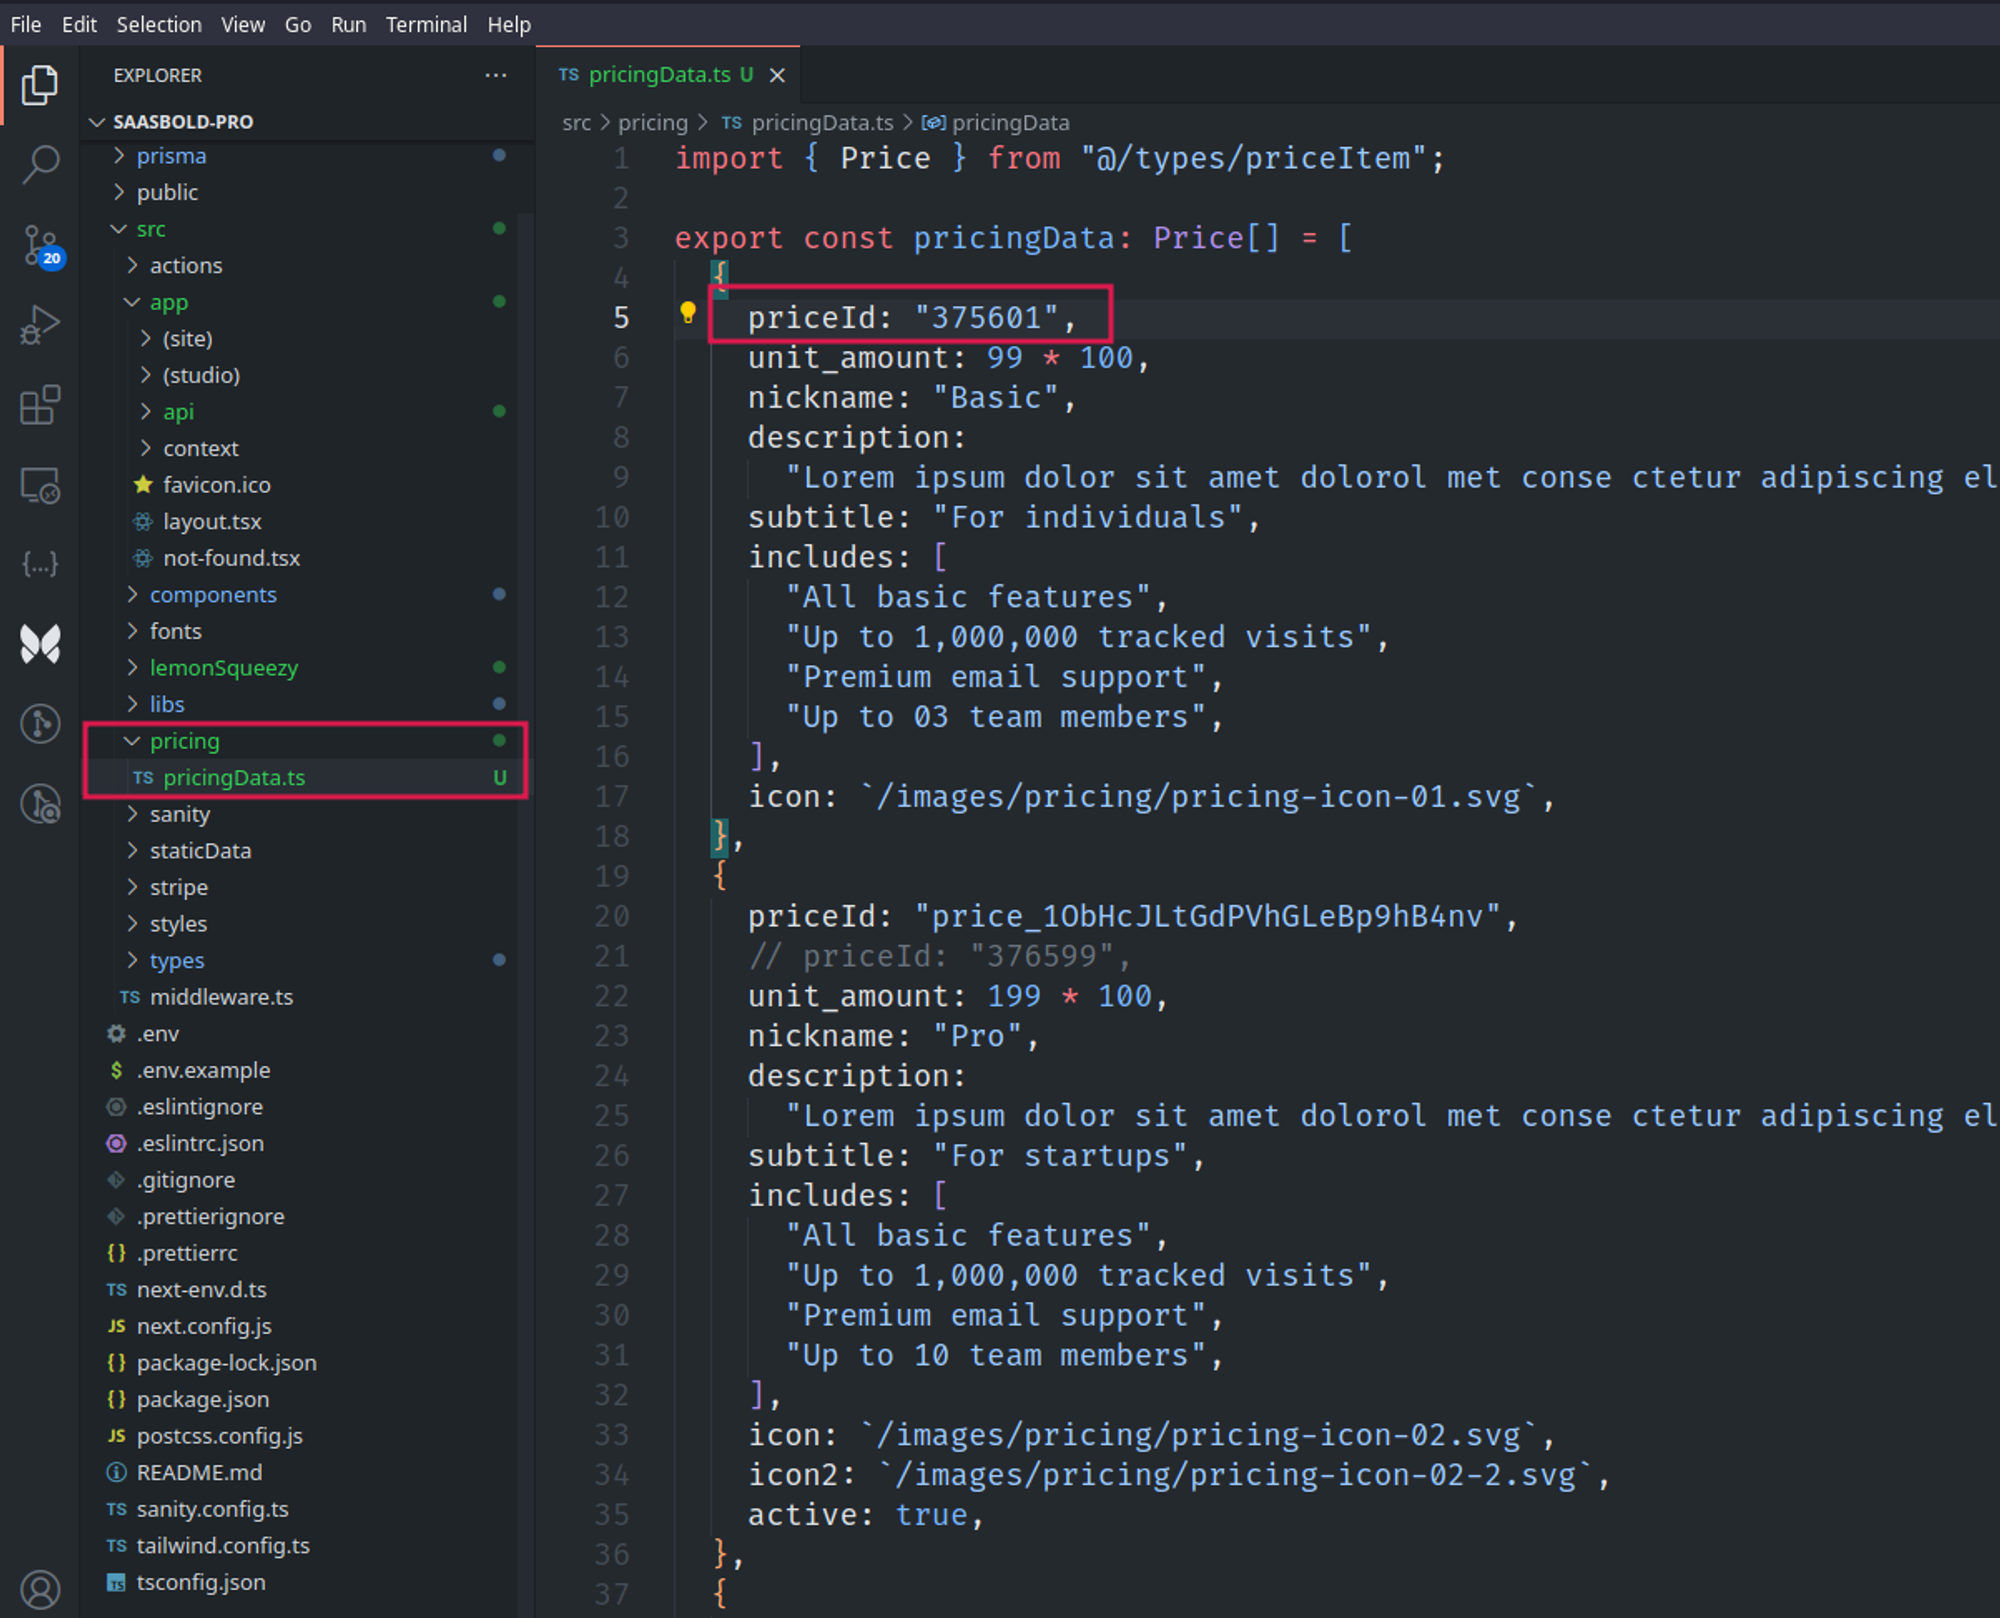 File Edit Selection View Go Run Terminal Help
EXPLORER
SAASBOLD-PRO
prisma
public
src
actions
app
(site)
(studio)
api
context
favicon.ico
layout.tsx
not-found.tsx
components
fonts
lemonSqueezy
libs
pricing
TS pricingData.ts U
sanity
staticData
stripe
styles
types
TS middleware.ts
.env
$ .env.example
.eslintignore
.eslintrc.json
.gitignore
.prettierignore
{} .prettierrc
TS next-env.d.ts
JS next.config.js
{} package-lock.json
{} package.json
JS postcss.config.js
README.md
TS sanity.config.ts
TS tailwind.config.ts
TS tsconfig.json
20
TS pricingData.ts U
src > pricing > TS pricingData.ts > pricingData
1 import { Price } from "@/types/priceItem";
2
3 export const pricingData: Price[] = [
4 {
5 priceId: "375601",
6 unit_amount: 99 * 100,
7 nickname: "Basic",
8 description:
9 "Lorem ipsum dolor sit amet dolorol met conse ctetur adipiscing el
10 subtitle: "For individuals",
11 includes: [
12 "All basic features",
13 "Up to 1,000,000 tracked visits",
14 "Premium email support",
15 "Up to 03 team members",
16 ],
17 icon: `/images/pricing/pricing-icon-01.svg`,
18 },
19 {
20 priceId: "price_1ObHcJLtGdPVhGLeBp9hB4nv",
21 // priceId: "376599",
22 unit_amount: 199 * 100,
23 nickname: "Pro",
24 description:
25 "Lorem ipsum dolor sit amet dolorol met conse ctetur adipiscing el
26 subtitle: "For startups",
27 includes: [
28 "All basic features",
29 "Up to 1,000,000 tracked visits",
30 "Premium email support",
31 "Up to 10 team members",
32 ],
33 icon: `/images/pricing/pricing-icon-02.svg`,
34 icon2: `/images/pricing/pricing-icon-02-2.svg`,
35 active: true,
36 },
37 {